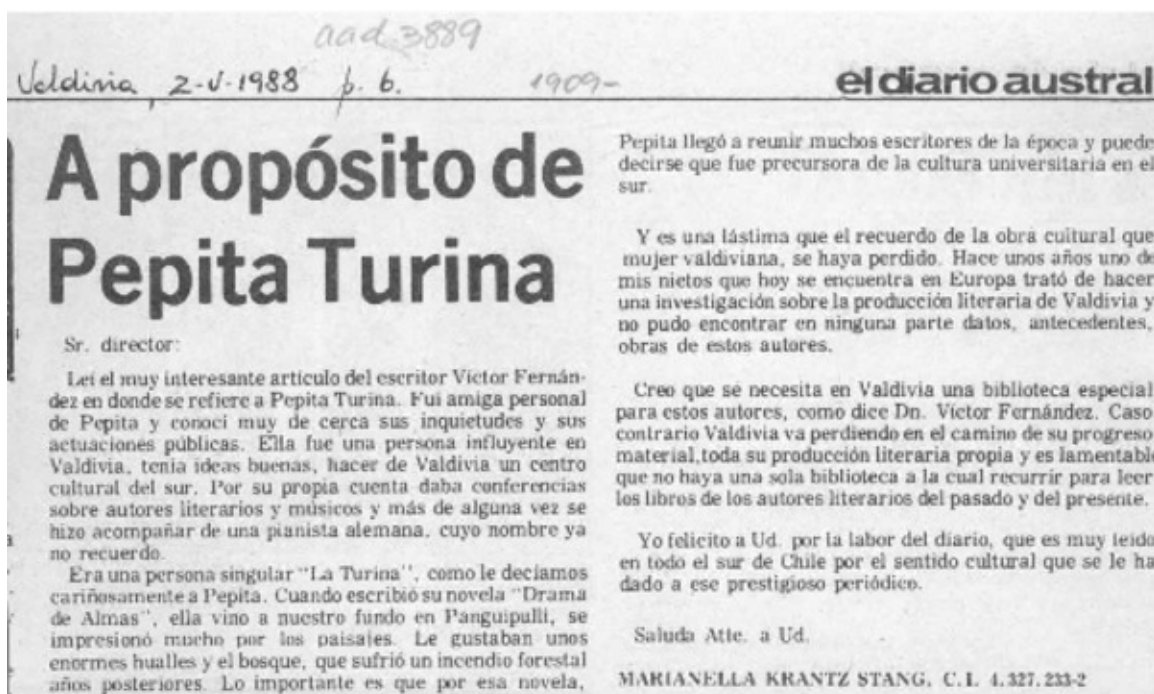 aad 3889
Valdivia, 2-V-1988 p. 6.
1909-
el diario austral
A propósito de
Pepita Turina
Sr. director:
Leí el muy interesante artículo del escritor Víctor Fernán-
dez en donde se refiere a Pepita Turina. Fui amiga personal
de Pepita y conocí muy de cerca sus inquietudes y sus
actuaciones públicas. Ella fue una persona influyente en
Valdivia, tenía ideas buenas, hacer de Valdivia un centro
cultural del sur. Por su propia cuenta daba conferencias
sobre autores literarios y músicos y más de alguna vez se
hizo acompañar de una pianista alemana, cuyo nombre ya
no recuerdo.
Era una persona singular "La Turina", como le decíamos
cariñosamente a Pepita. Cuando escribió su novela "Drama
de Almas", ella vino a nuestro fundo en Panguipulli, se
impresionó mucho por los paisajes. Le gustaban unos
enormes hualles y el bosque, que sufrió un incendio forestal
años posteriores. Lo importante es que por esa novela,
Pepita llegó a reunir muchos escritores de la época y puede
decirse que fue precursora de la cultura universitaria en el
sur.
Y es una lástima que el recuerdo de la obra cultural que
mujer valdiviana, se haya perdido. Hace unos años uno de
mis nietos que hoy se encuentra en Europa trató de hacer
una investigación sobre la producción literaria de Valdivia y
no pudo encontrar en ninguna parte datos, antecedentes,
obras de estos autores.
Creo que se necesita en Valdivia una biblioteca especial
para estos autores, como dice Dn. Víctor Fernández. Caso
contrario Valdivia va perdiendo en el camino de su progreso
material, toda su producción literaria propia y es lamentable
que no haya una sola biblioteca a la cual recurrir para leer
los libros de los autores literarios del pasado y del presente.
Yo felicito a Ud. por la labor del diario, que es muy leído
en todo el sur de Chile por el sentido cultural que se le ha
dado a ese prestigioso periódico.
Saluda Atte. a Ud.
MARIANELLA KRANTZ STANG, C.I. 4.327.233-2